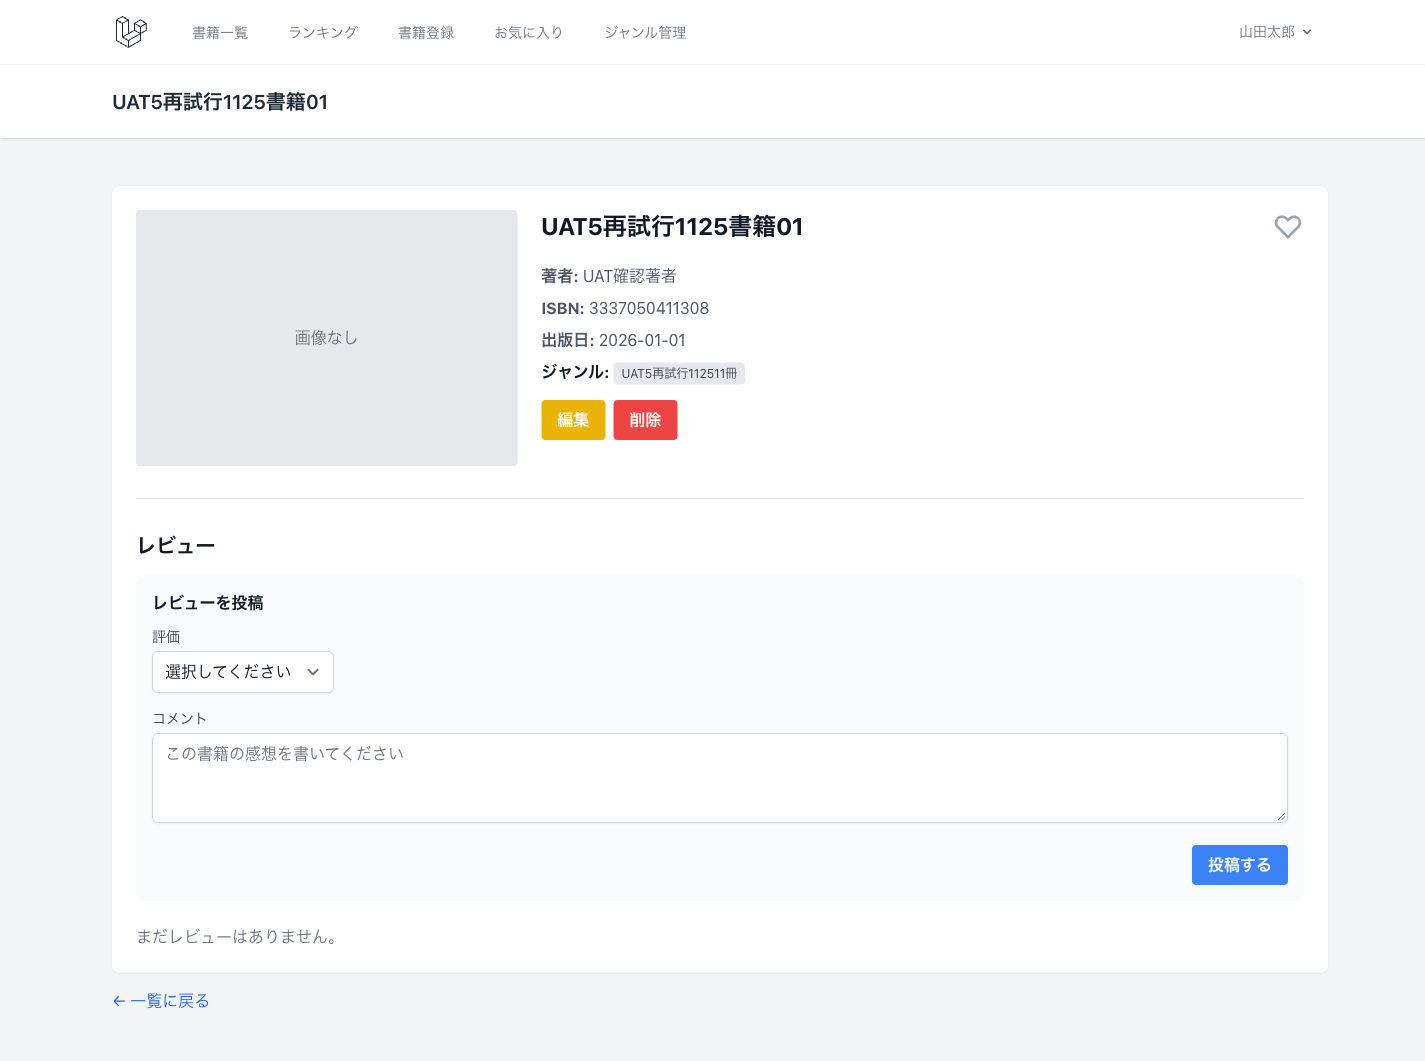 書籍一覧 ランキング 書籍登録 お気に入り ジャンル管理 山田太郎
UAT5再試行1125書籍01
画像なし
UAT5再試行1125書籍01
著者: UAT確認著者
ISBN: 3337050411308
出版日: 2026-01-01
ジャンル: UAT5再試行112511冊
編集 削除
レビュー
レビューを投稿
評価
選択してください
コメント
この書籍の感想を書いてください
投稿する
まだレビューはありません。
← 一覧に戻る